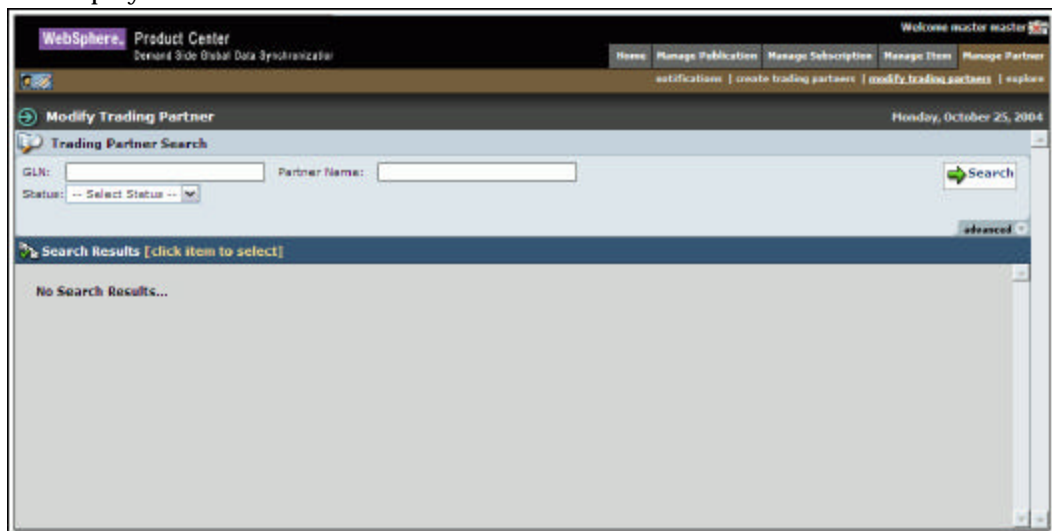 Welcome master master
WebSphere. Product Center
Demand Side Global Data Synchronization
Home Manage Publication Manage Subscription Manage Item Manage Partner
notifications | create trading partners | modify trading partners | explore
Modify Trading Partner Monday, October 25, 2004
Trading Partner Search
GLN: Partner Name: Search
Status: -- Select Status --
advanced
Search Results [click item to select]
No Search Results...